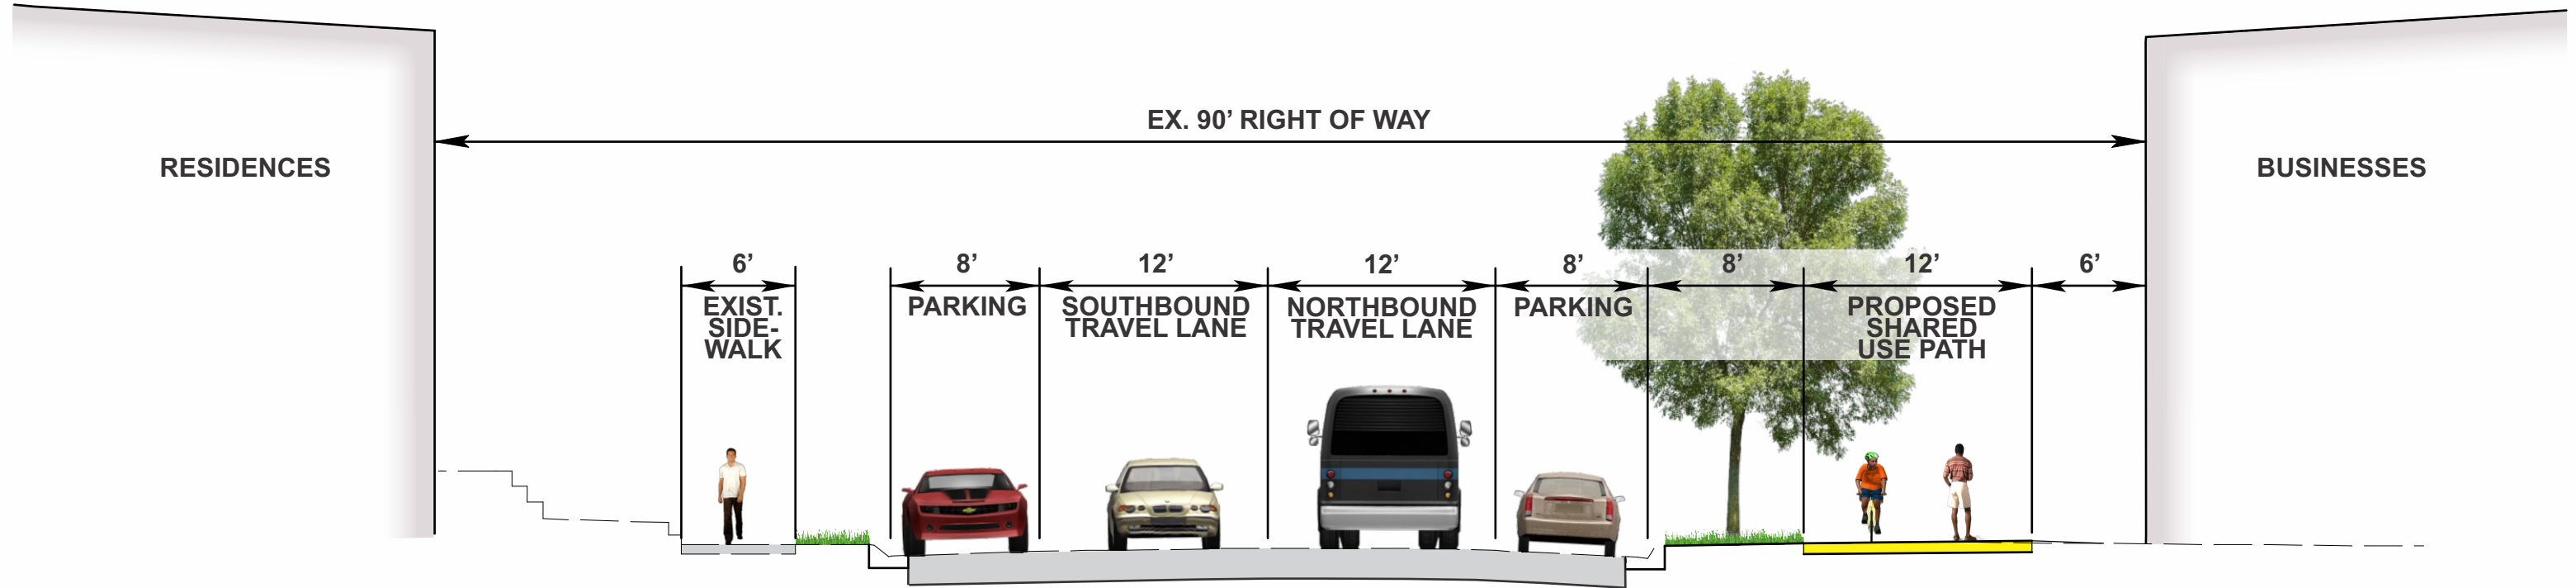 EX. 90’ RIGHT OF WAY
RESIDENCES
BUSINESSES
6’
8’
12’
12’
8’
8’
12’
6’
EXIST.
SIDE-
WALK
PARKING
SOUTHBOUND
TRAVEL LANE
NORTHBOUND
TRAVEL LANE
PARKING
PROPOSED
SHARED
USE PATH